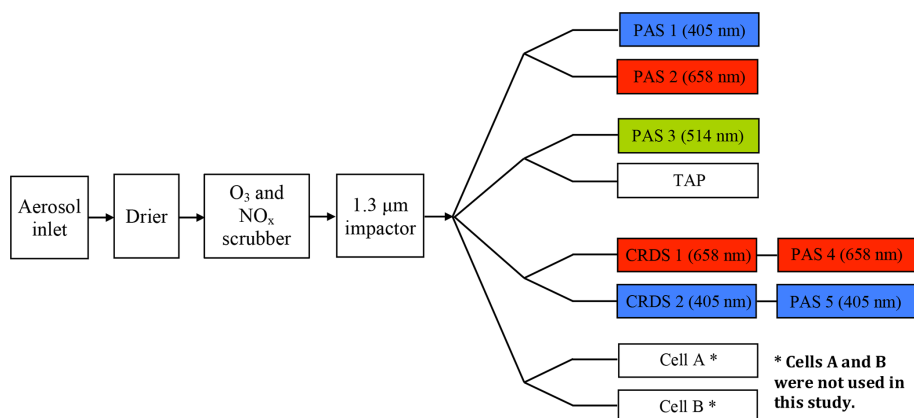 Aerosol
inlet
Drier
O₃ and
NOₓ
scrubber
1.3 μm
impactor
PAS 1 (405 nm)
PAS 2 (658 nm)
PAS 3 (514 nm)
TAP
CRDS 1 (658 nm)
PAS 4 (658 nm)
CRDS 2 (405 nm)
PAS 5 (405 nm)
Cell A *
Cell B *
* Cells A and B
were not used in
this study.